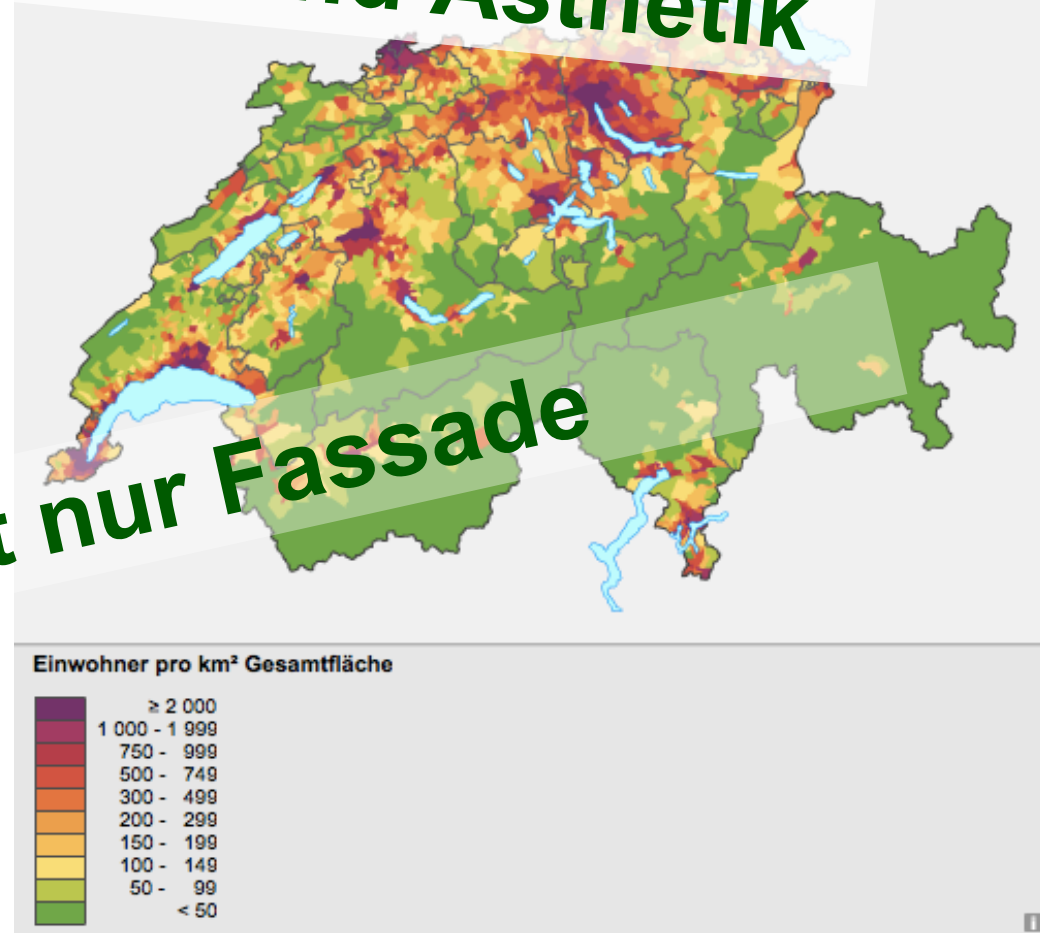 Ästhetik
t nur Fassade
Einwohner pro km² Gesamtfläche
≥ 2 000
1 000 - 1 999
750 - 999
500 - 749
300 - 499
200 - 299
150 - 199
100 - 149
50 - 99
< 50
i